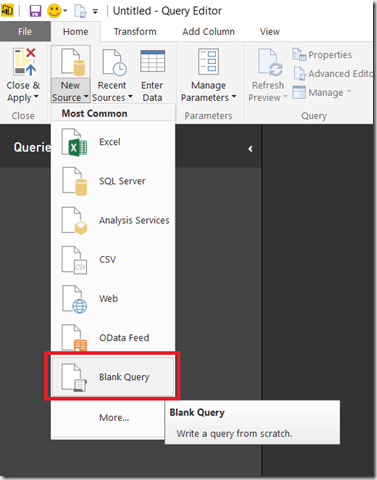 Untitled - Query Editor
File Home Transform Add Column View
Close & Apply New Source Recent Sources Enter Data Manage Parameters Refresh Preview Properties
Advanced Edito
Manage
Close Parameters Query
Most Common
Querie
Excel
SQL Server
Analysis Services
CSV
Web
OData Feed
Blank Query
More...
Blank Query
Write a query from scratch.